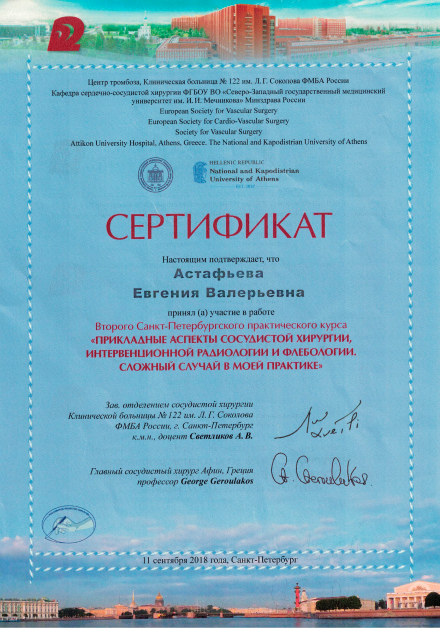 Центр тромбоза, Клиническая больница № 122 им. Л. Г. Соколова ФМБА России
Кафедра сердечно-сосудистой хирургии ФГБОУ ВО «Северо-Западный государственный медицинский
университет им. И. И. Мечникова» Минздрава России
European Society for Vascular Surgery
European Society for Cardio-Vascular Surgery
Society for Vascular Surgery
Attikon University Hospital, Athens, Greece. The National and Kapodistrian University of Athens
HELLENIC REPUBLIC
National and Kapodistrian
University of Athens
EST. 1837
СЕРТИФИКАТ
Настоящим подтверждает, что
Астафьева
Евгения Валерьевна
принял (а) участие в работе
Второго Санкт-Петербургского практического курса
«ПРИКЛАДНЫЕ АСПЕКТЫ СОСУДИСТОЙ ХИРУРГИИ,
ИНТЕРВЕНЦИОННОЙ РАДИОЛОГИИ И ФЛЕБОЛОГИИ.
СЛОЖНЫЙ СЛУЧАЙ В МОЕЙ ПРАКТИКЕ»
Зав. отделением сосудистой хирургии
Клинической больницы № 122 им. Л. Г. Соколова
ФМБА России, г. Санкт-Петербург
к.м.н., доцент Светликов А. В.
Главный сосудистый хирург Афин, Греция
профессор George Geroulakos
G. Geroulakos
11 сентября 2018 года, Санкт-Петербург